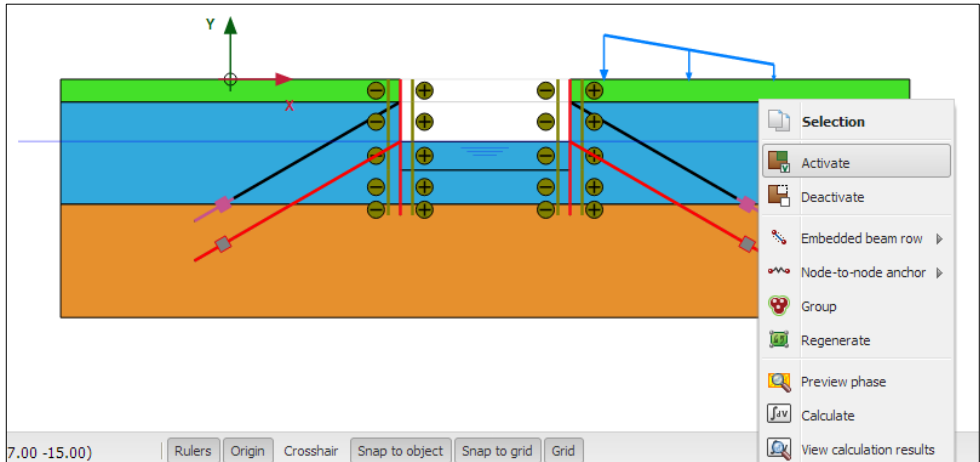 Y
X
Selection
Activate
Deactivate
Embedded beam row
Node-to-node anchor
Group
Regenerate
Preview phase
Calculate
View calculation results
7.00 -15.00)
Rulers Origin Crosshair Snap to object Snap to grid Grid